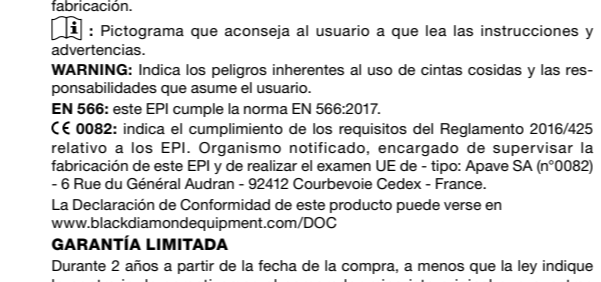 fabricación.
: Pictograma que aconseja al usuario a que lea las instrucciones y
advertencias.
WARNING: Indica los peligros inherentes al uso de cintas cosidas y las res-
ponsabilidades que asume el usuario.
EN 566: este EPI cumple la norma EN 566:2017.
CE 0082: indica el cumplimiento de los requisitos del Reglamento 2016/425
relativo a los EPI. Organismo notificado, encargado de supervisar la
fabricación de este EPI y de realizar el examen UE de - tipo: Apave SA (n°0082)
- 6 Rue du Général Audran - 92412 Courbevoie Cedex - France.
La Declaración de Conformidad de este producto puede verse en
www.blackdiamondequipment.com/DOC
GARANTÍA LIMITADA
Durante 2 años a partir de la fecha de la compra, a menos que la ley indique